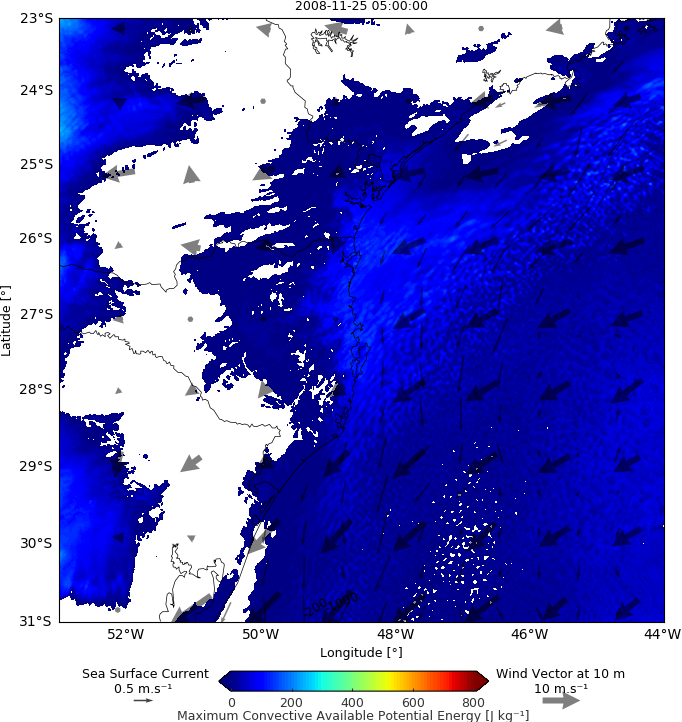 2008-11-25 05:00:00
23°S
24°S
25°S
26°S
27°S
28°S
29°S
30°S
31°S
Latitude [°]
52°W 50°W 48°W 46°W 44°W
Longitude [°]
Sea Surface Current
0.5 m.s⁻¹
Wind Vector at 10 m
10 m.s⁻¹
0 200 400 600 800
Maximum Convective Available Potential Energy [J kg⁻¹]